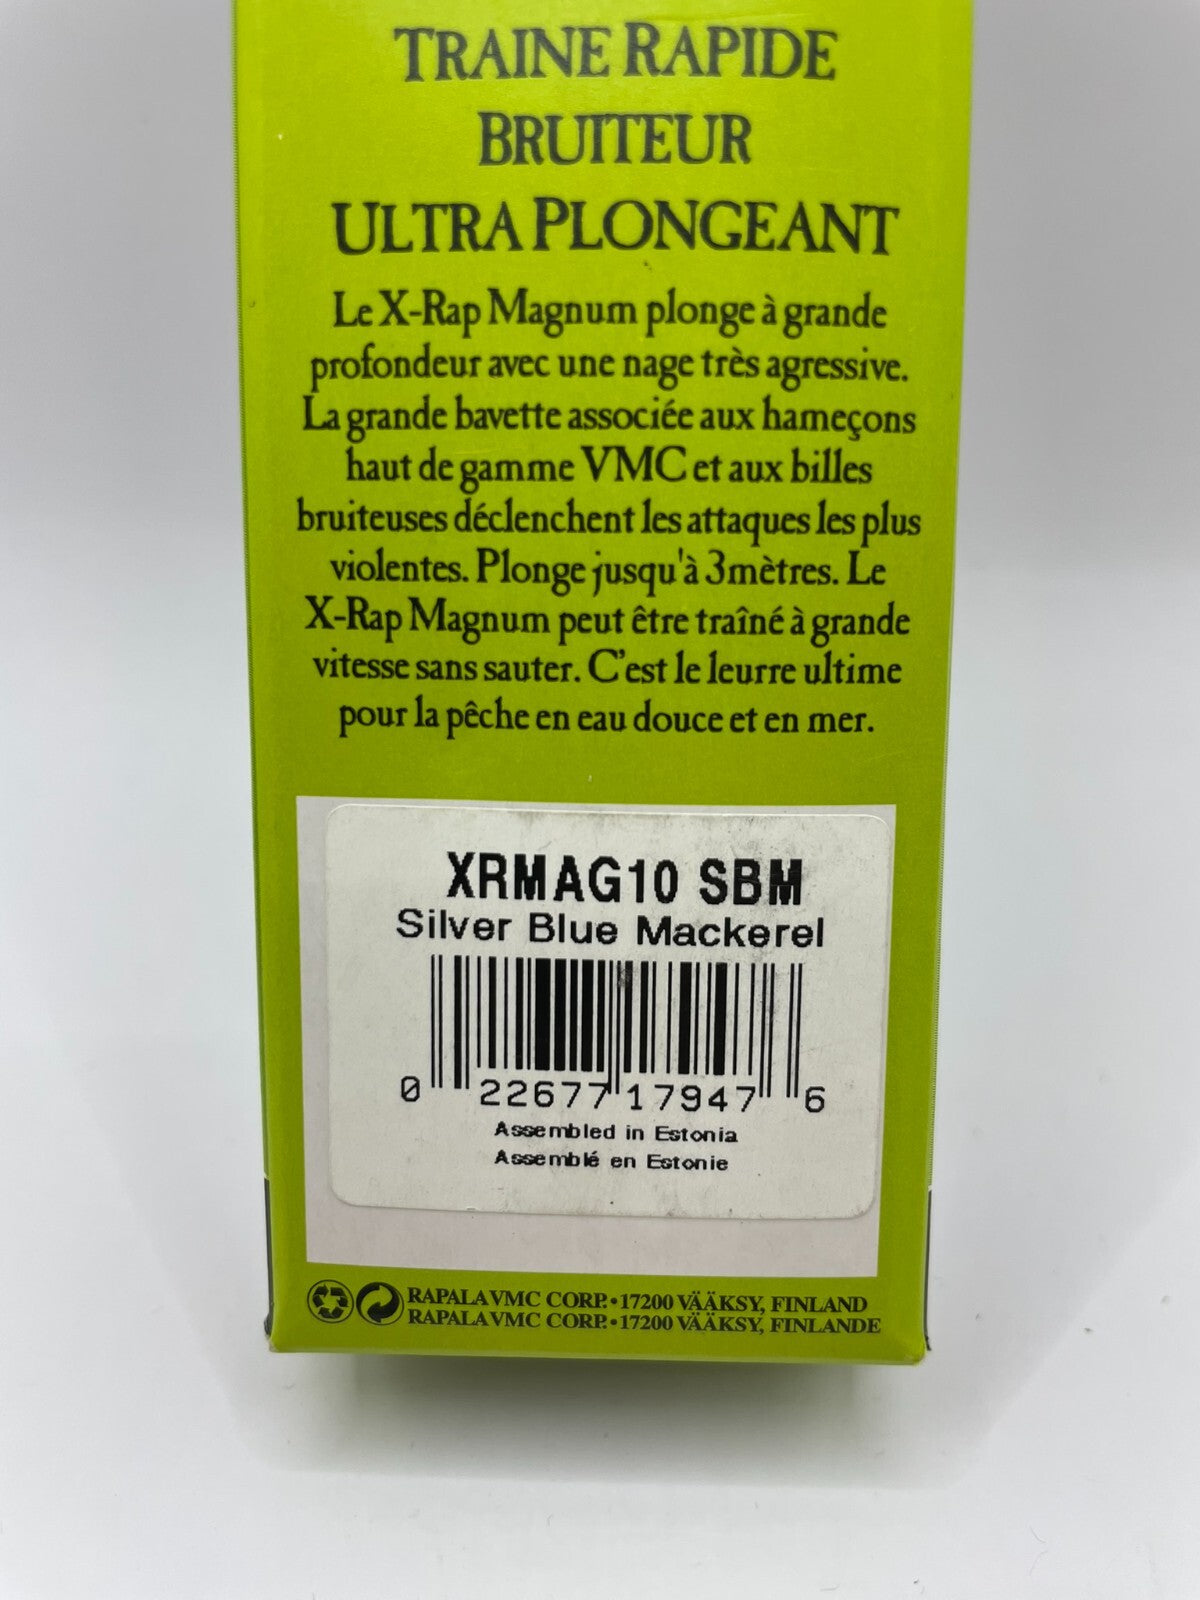 TRAINE RAPIDE
BRUITEUR
ULTRA PLONGEANT
Le X-Rap Magnum plonge à grande
profondeur avec une nage très agressive.
La grande bavette associée aux hameçons
haut de gamme VMC et aux billes
bruiteuses déclenchent les attaques les plus
violentes. Plonge jusqu'à 3mètres. Le
X-Rap Magnum peut être traîné à grande
vitesse sans sauter. C’est le leurre ultime
pour la pêche en eau douce et en mer.
XRMAG10 SBM
Silver Blue Mackerel
0 22677 17947 6
Assembled in Estonia
Assemblé en Estonie
RAPALA VMC CORP. • 17200 VÄÄKSY, FINLAND
RAPALA VMC CORP. • 17200 VÄÄKSY, FINLANDE